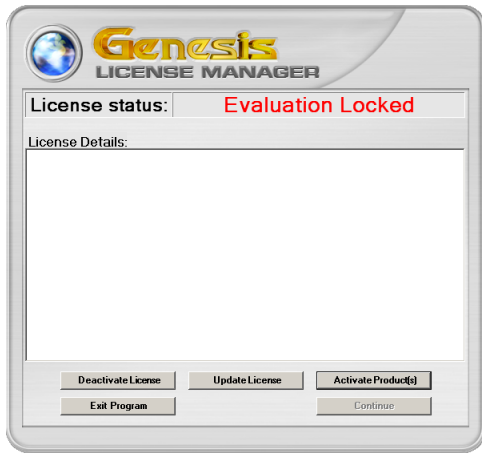 Genesis
LICENSE MANAGER
License status: Evaluation Locked
License Details:
Deactivate License Update License Activate Product(s)
Exit Program Continue